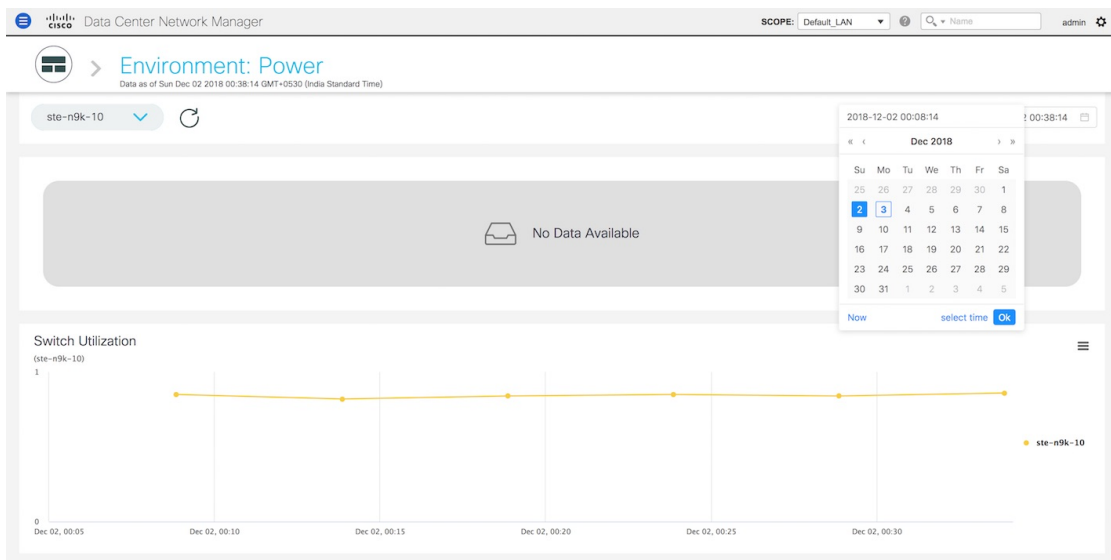 cisco Data Center Network Manager SCOPE: Default_LAN Name admin
Environment: Power
Data as of Sun Dec 02 2018 00:38:14 GMT+0530 (India Standard Time)
ste-n9k-10 2018-12-02 00:08:14 00:38:14
« ‹ Dec 2018 › »
Su Mo Tu We Th Fr Sa
25 26 27 28 29 30 1
2 3 4 5 6 7 8
9 10 11 12 13 14 15
16 17 18 19 20 21 22
23 24 25 26 27 28 29
30 31 1 2 3 4 5
Now select time Ok
No Data Available
Switch Utilization
(ste-n9k-10)
1
ste-n9k-10
0
Dec 02, 00:05 Dec 02, 00:10 Dec 02, 00:15 Dec 02, 00:20 Dec 02, 00:25 Dec 02, 00:30